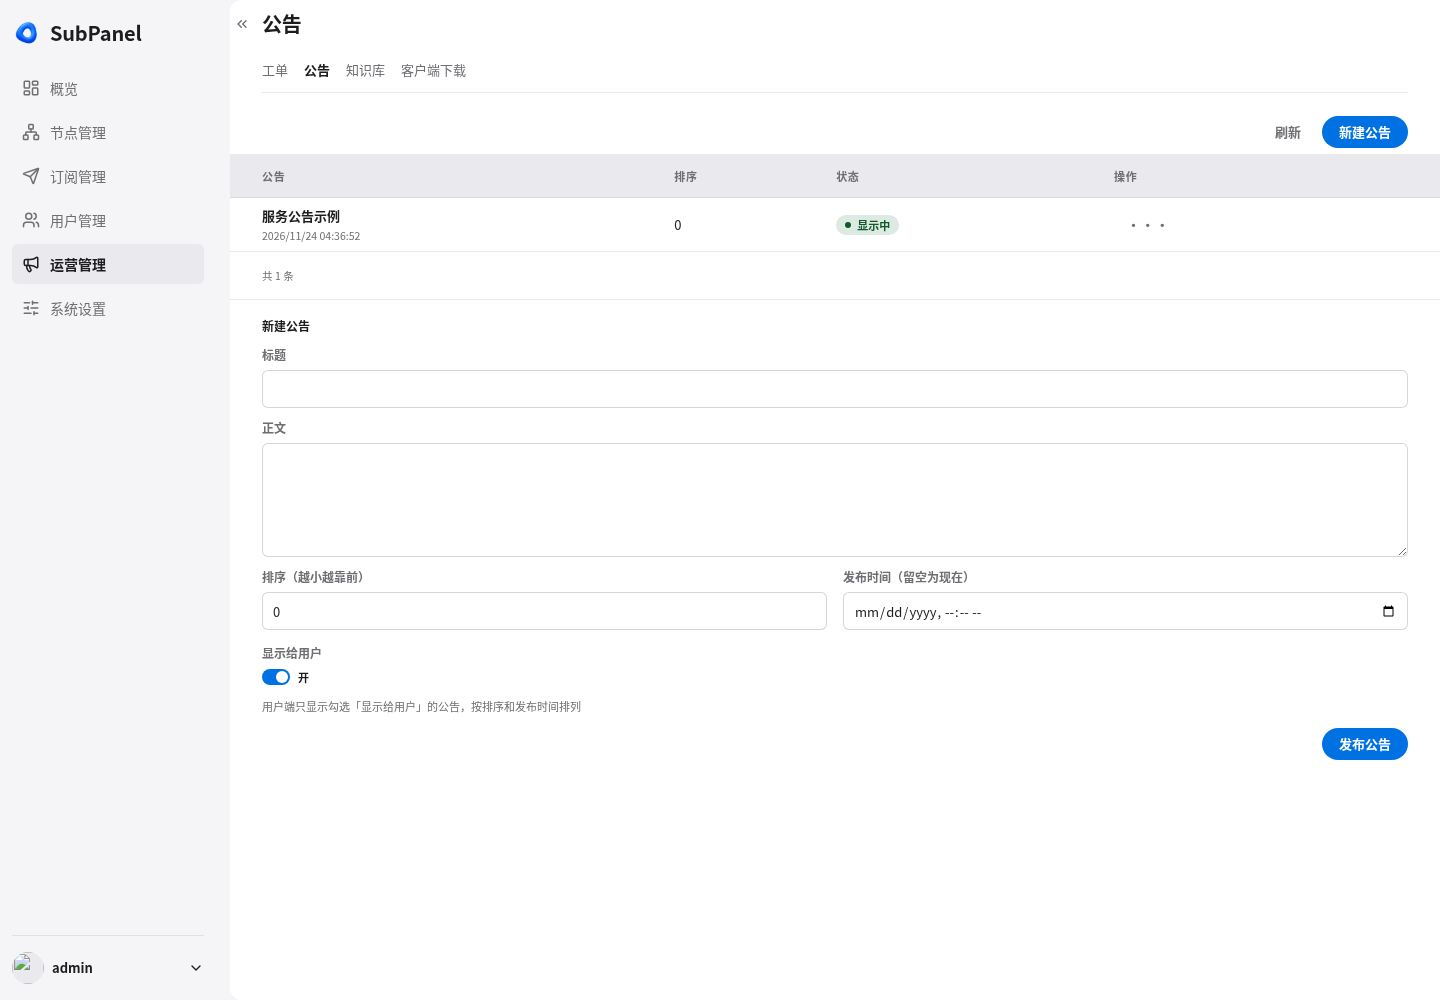 SubPanel
概览
节点管理
订阅管理
用户管理
运营管理
系统设置
admin
公告
工单 公告 知识库 客户端下载
刷新 新建公告
公告 排序 状态 操作
服务公告示例
2026/11/24 04:36:52
0 显示中
共 1 条
新建公告
标题
正文
排序（越小越靠前） 发布时间（留空为现在）
0 mm/dd/yyyy, --:-- --
显示给用户
开
用户端只显示勾选「显示给用户」的公告，按排序和发布时间排列
发布公告